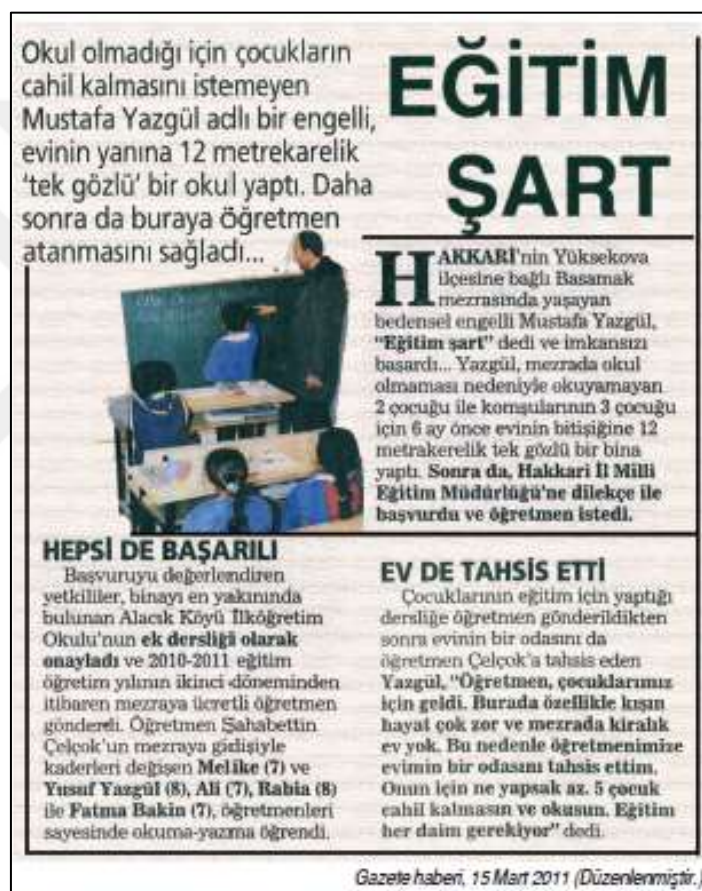 Okul olmadığı için çocukların
cahil kalmasını istemeyen
Mustafa Yazgül adlı bir engelli,
evinin yanına 12 metrekarelik
'tek gözlü' bir okul yaptı. Daha
sonra da buraya öğretmen
atanmasını sağladı...
EĞİTİM
ŞART
HAKKARİ'nin Yüksekova
ilçesine bağlı Basamak
mezrasında yaşayan
bedensel engelli Mustafa Yazgül,
"Eğitim şart" dedi ve imkansızı
başardı... Yazgül, mezrada okul
olmaması nedeniyle okuyamayan
2 çocuğu ile komşularının 3 çocuğu
için 6 ay önce evinin bitişiğine 12
metrakerelik tek gözlü bir bina
yaptı. Sonra da, Hakkari İl Milli
Eğitim Müdürlüğü'ne dilekçe ile
başvurdu ve öğretmen istedi.
HEPSİ DE BAŞARILI
Başvuruyu değerlendiren
yetkililer, binayı en yakınında
bulunan Alacık Köyü İlköğretim
Okulu'nun ek dersliği olarak
onayladı ve 2010-2011 eğitim
öğretim yılının ikinci döneminden
itibaren mezraya ücretli öğretmen
gönderdi. Öğretmen Şahabettin
Çelçok'un mezraya gidişiyle
kaderleri değişen Melike (7) ve
Yusuf Yazgül (8), Ali (7), Rabia (8)
ile Fatma Bakin (7), öğretmenleri
sayesinde okuma-yazma öğrendi.
EV DE TAHSİS ETTİ
Çocuklarının eğitim için yaptığı
dersliğe öğretmen gönderildikten
sonra evinin bir odasını da
öğretmen Çelçok'a tahsis eden
Yazgül, "Öğretmen, çocuklarımız
için geldi. Burada özellikle kışın
hayat çok zor ve mezrada kiralık
ev yok. Bu nedenle öğretmenimize
evimin bir odasını tahsis ettim.
Onun için ne yapsak az. 5 çocuk
cahil kalmasın ve okusun. Eğitim
her daim gerekiyor" dedi.
Gazete haberi, 15 Mart 2011 (Düzenlenmiştir.)